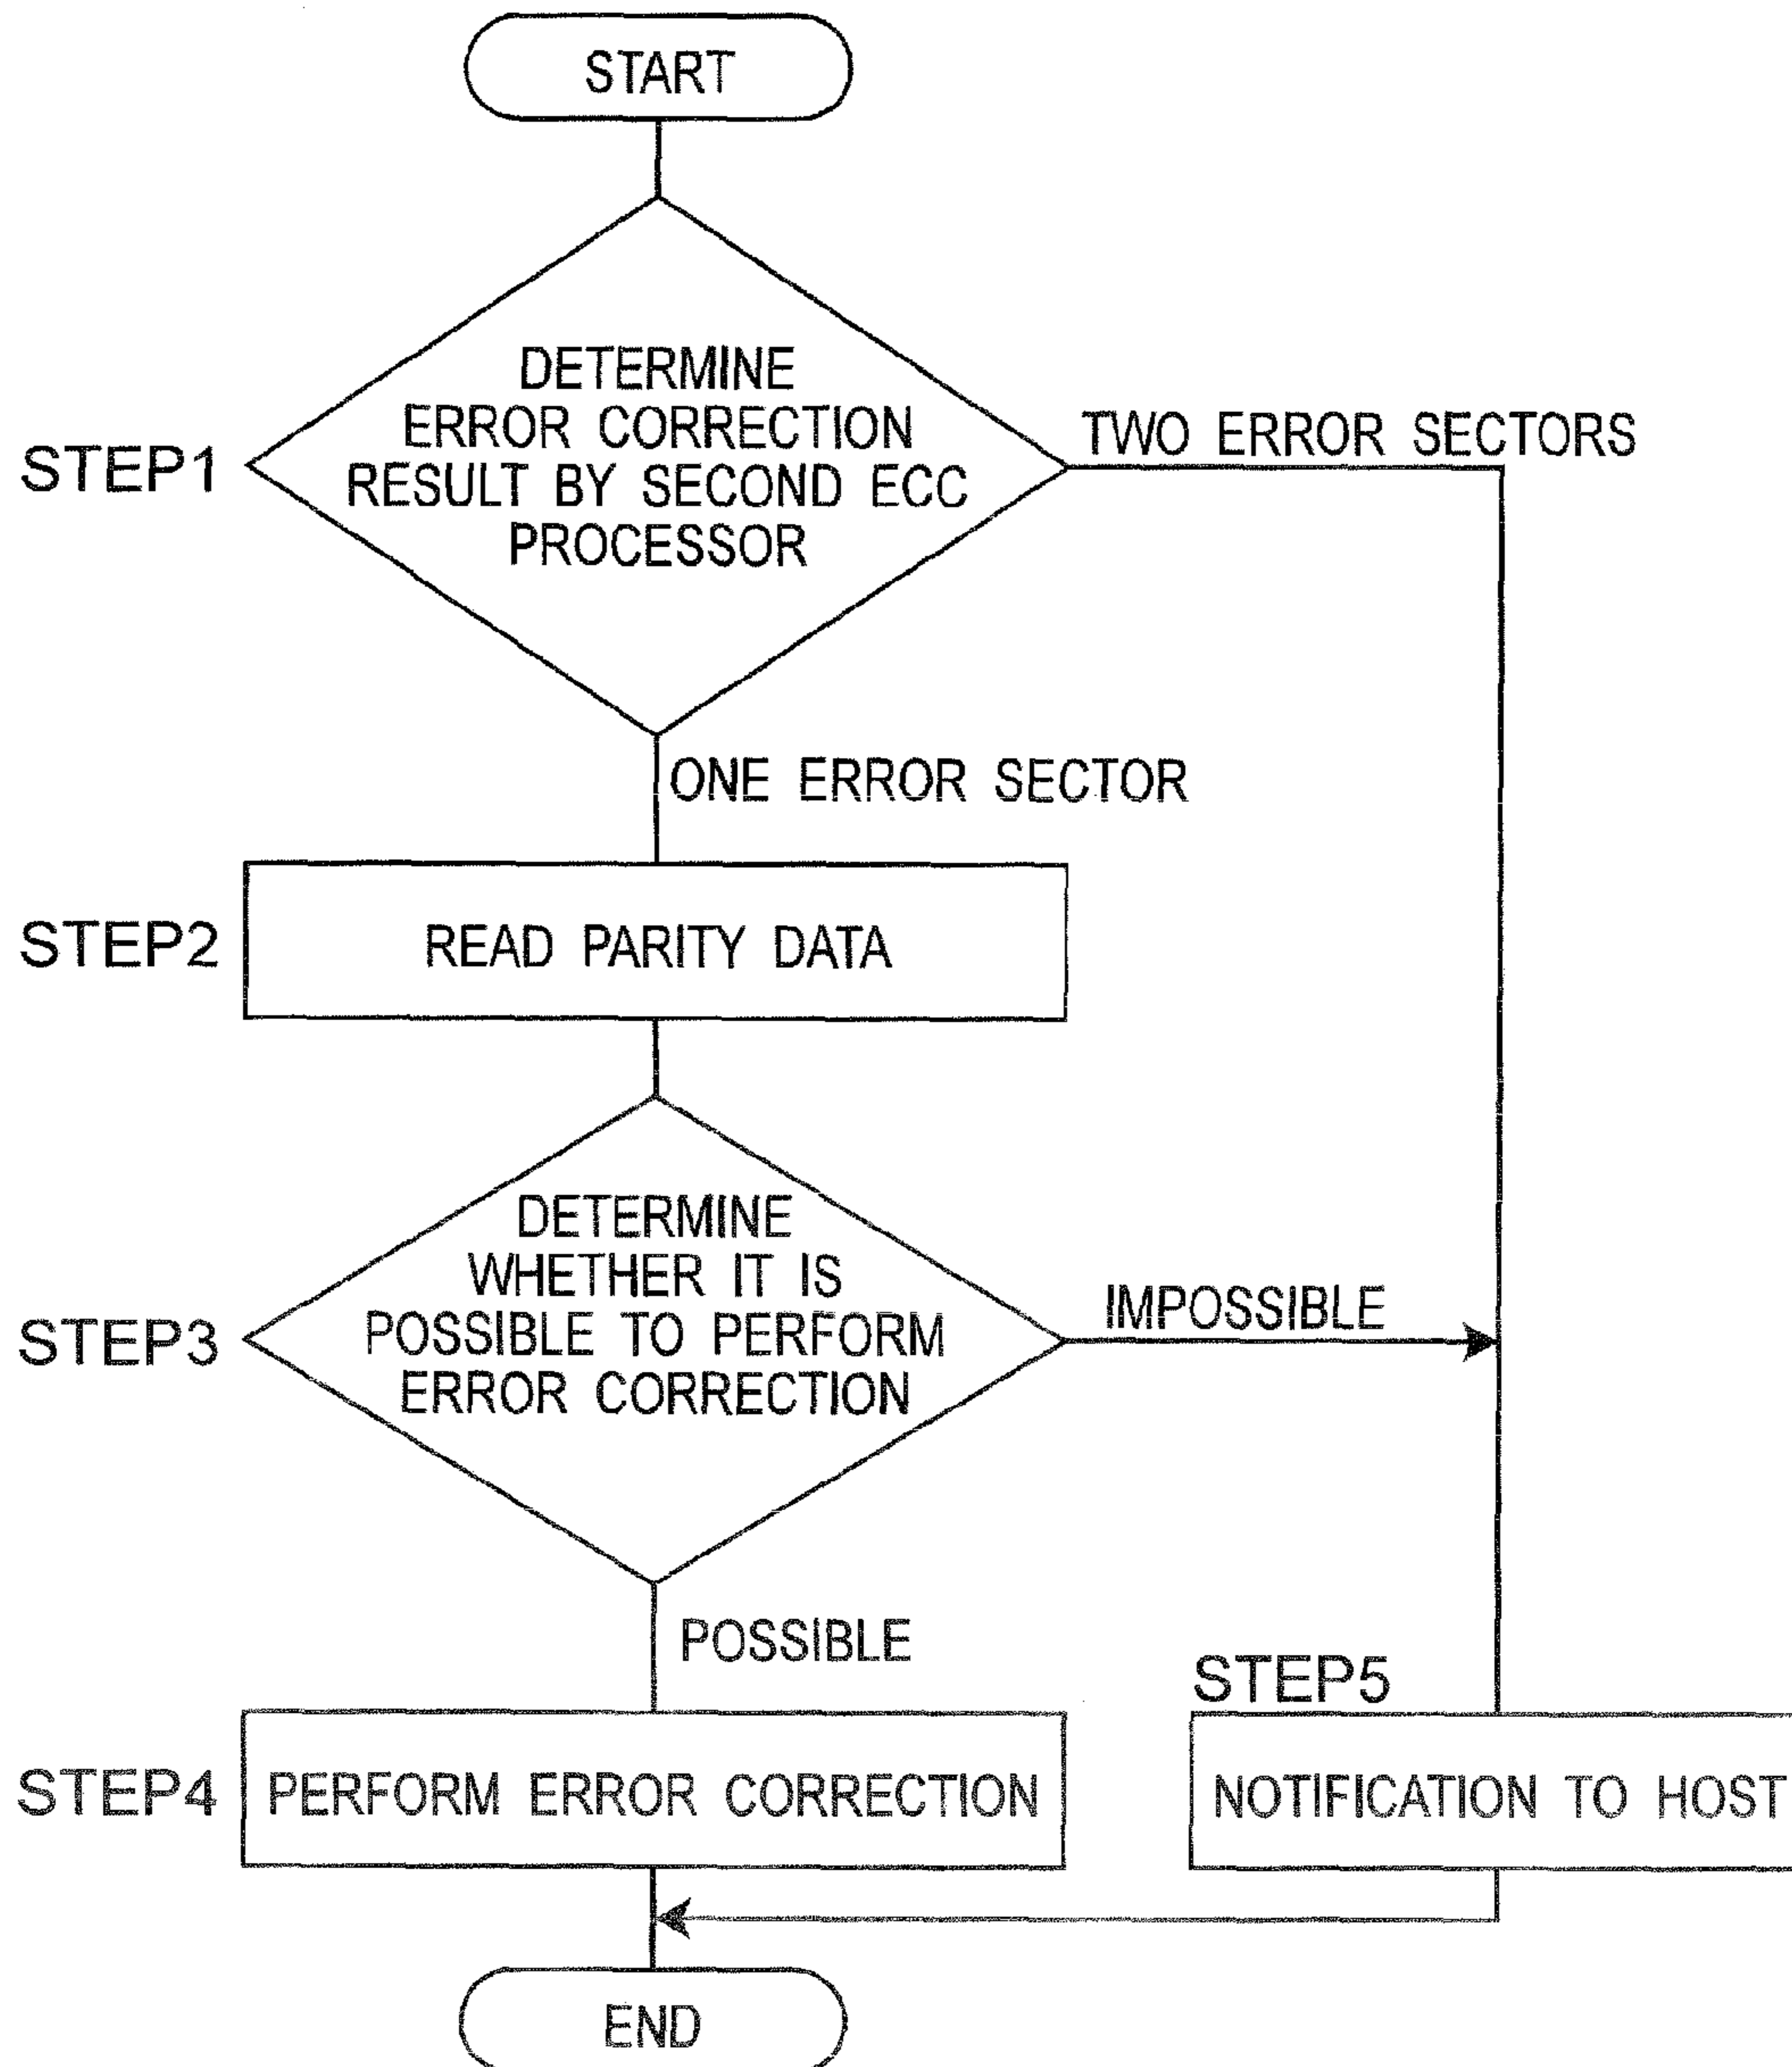 START
DETERMINE
ERROR CORRECTION
RESULT BY SECOND ECC
PROCESSOR
STEP1
TWO ERROR SECTORS
ONE ERROR SECTOR
STEP2
READ PARITY DATA
DETERMINE
WHETHER IT IS
POSSIBLE TO PERFORM
ERROR CORRECTION
STEP3
IMPOSSIBLE
POSSIBLE
STEP4
PERFORM ERROR CORRECTION
STEP5
NOTIFICATION TO HOST
END